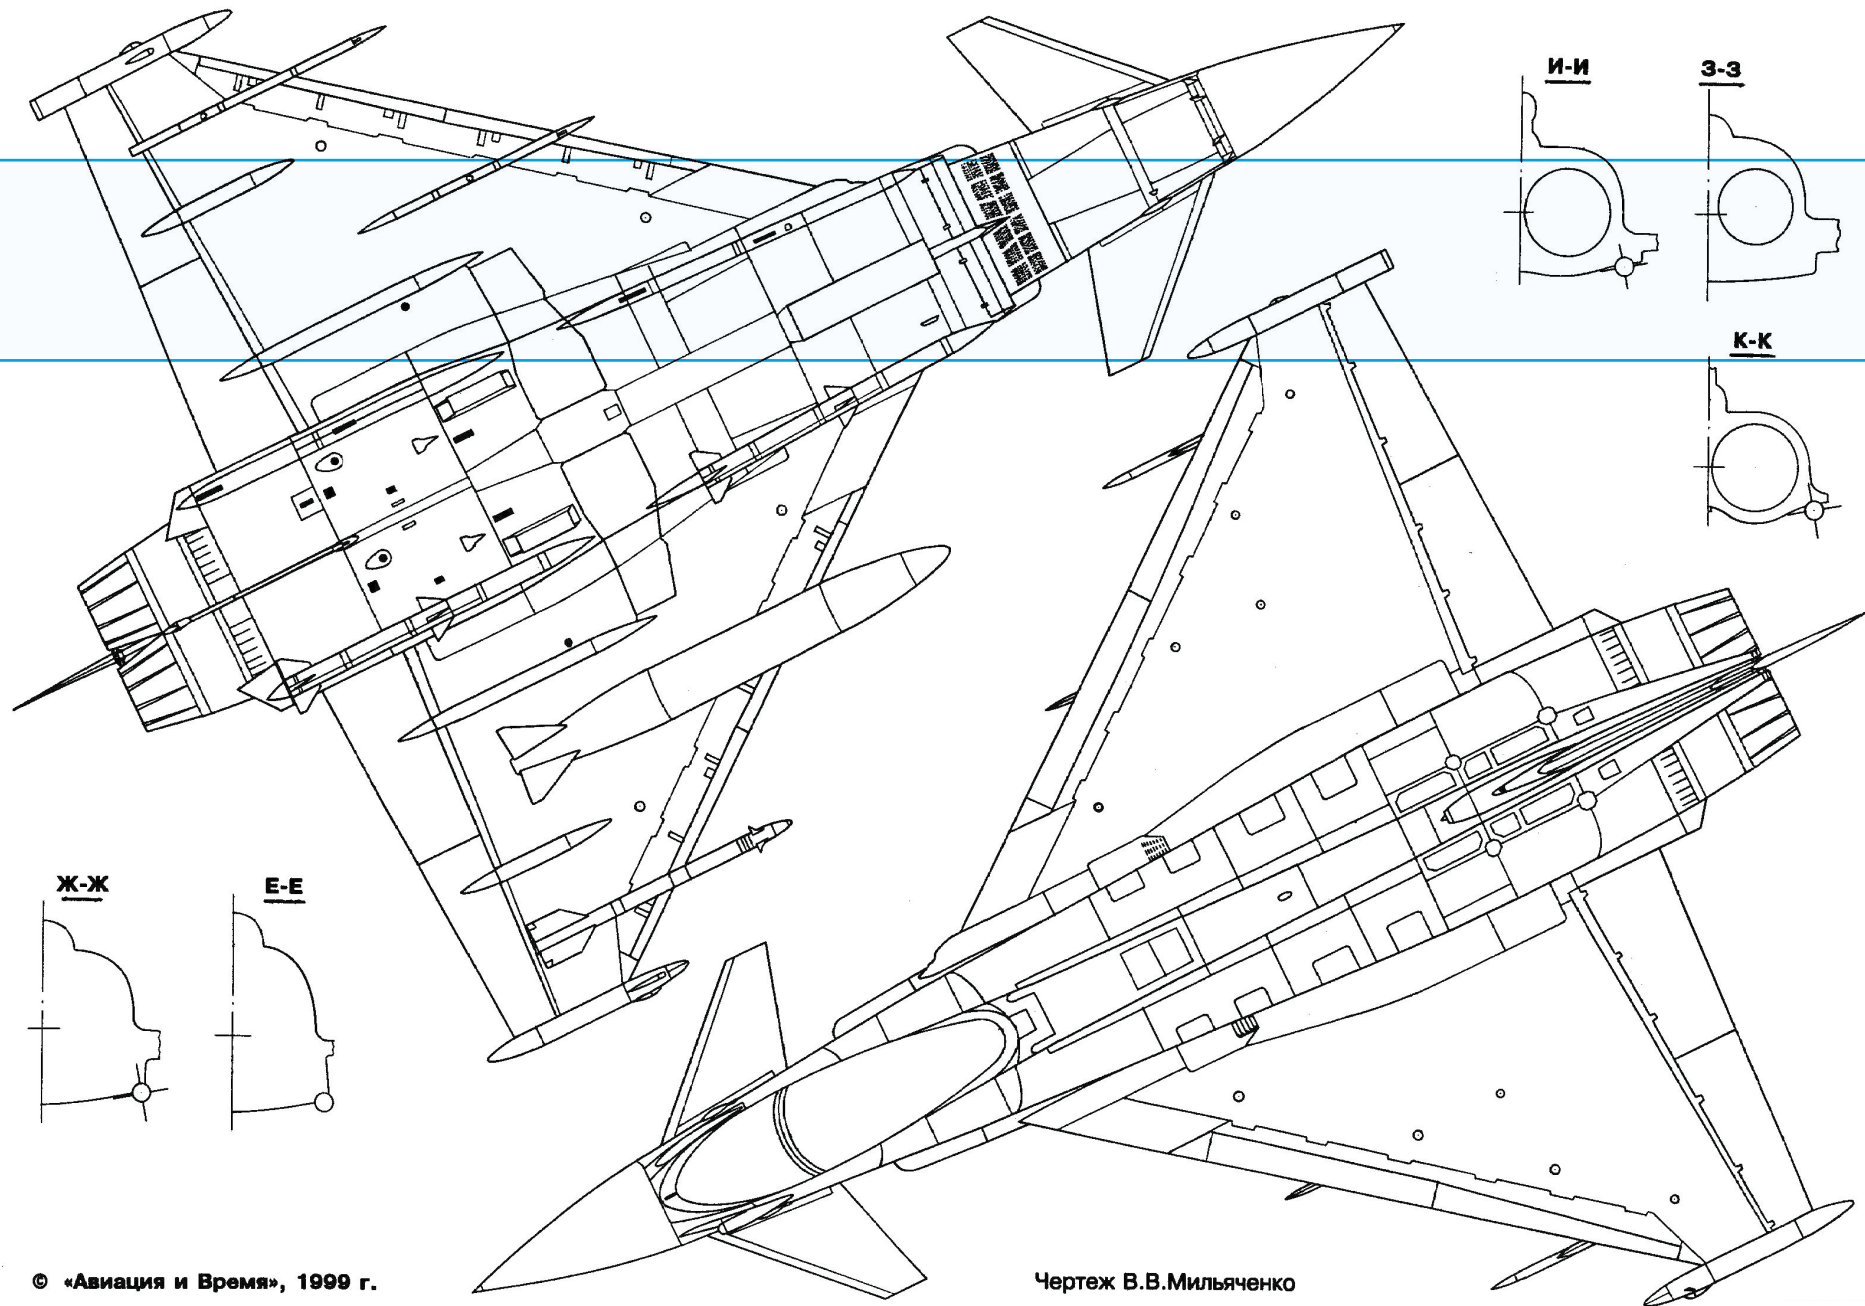 И-И
З-З
К-К
Ж-Ж
Е-Е
© «Авиация и Время», 1999 г.
Чертеж В.В.Мильяченко